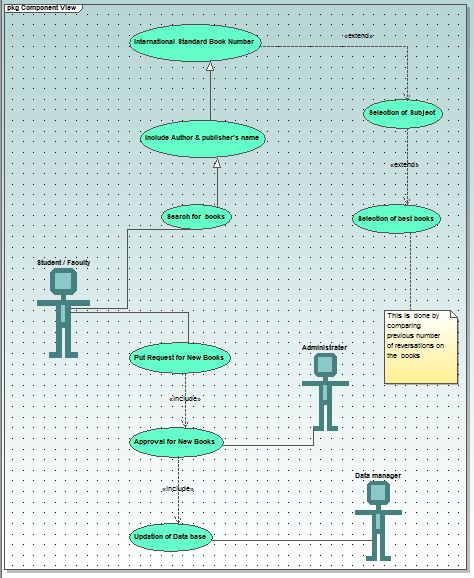 pkg Component View
International Standard Book Number
«extend»
Selection of Subject
Include Author & publisher's name
«extend»
Search for books
Selection of best books
Student / Faculty
This is done by
comparing
previous number
of reversations on
the books
Put Request for New Books
Administrater
«include»
Approval for New Books
Data manager
«include»
Updation of Data base